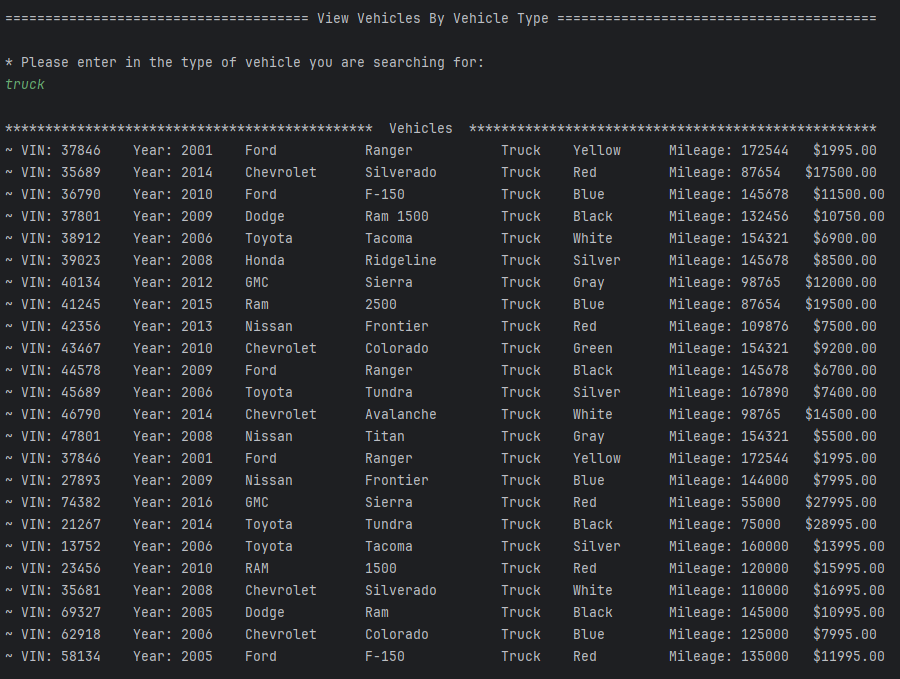 ====================================== View Vehicles By Vehicle Type ========================================
* Please enter in the type of vehicle you are searching for:
truck
********************************************** Vehicles ***************************************************
~ VIN: 37846 Year: 2001 Ford Ranger Truck Yellow Mileage: 172544 $1995.00
~ VIN: 35689 Year: 2014 Chevrolet Silverado Truck Red Mileage: 87654 $17500.00
~ VIN: 36790 Year: 2010 Ford F-150 Truck Blue Mileage: 145678 $11500.00
~ VIN: 37801 Year: 2009 Dodge Ram 1500 Truck Black Mileage: 132456 $10750.00
~ VIN: 38912 Year: 2006 Toyota Tacoma Truck White Mileage: 154321 $6900.00
~ VIN: 39023 Year: 2008 Honda Ridgeline Truck Silver Mileage: 145678 $8500.00
~ VIN: 40134 Year: 2012 GMC Sierra Truck Gray Mileage: 98765 $12000.00
~ VIN: 41245 Year: 2015 Ram 2500 Truck Blue Mileage: 87654 $19500.00
~ VIN: 42356 Year: 2013 Nissan Frontier Truck Red Mileage: 109876 $7500.00
~ VIN: 43467 Year: 2010 Chevrolet Colorado Truck Green Mileage: 154321 $9200.00
~ VIN: 44578 Year: 2009 Ford Ranger Truck Black Mileage: 145678 $6700.00
~ VIN: 45689 Year: 2006 Toyota Tundra Truck Silver Mileage: 167890 $7400.00
~ VIN: 46790 Year: 2014 Chevrolet Avalanche Truck White Mileage: 98765 $14500.00
~ VIN: 47801 Year: 2008 Nissan Titan Truck Gray Mileage: 154321 $5500.00
~ VIN: 37846 Year: 2001 Ford Ranger Truck Yellow Mileage: 172544 $1995.00
~ VIN: 27893 Year: 2009 Nissan Frontier Truck Blue Mileage: 144000 $7995.00
~ VIN: 74382 Year: 2016 GMC Sierra Truck Red Mileage: 55000 $27995.00
~ VIN: 21267 Year: 2014 Toyota Tundra Truck Black Mileage: 75000 $28995.00
~ VIN: 13752 Year: 2006 Toyota Tacoma Truck Silver Mileage: 160000 $13995.00
~ VIN: 23456 Year: 2010 RAM 1500 Truck Red Mileage: 120000 $15995.00
~ VIN: 35681 Year: 2008 Chevrolet Silverado Truck White Mileage: 110000 $16995.00
~ VIN: 69327 Year: 2005 Dodge Ram Truck Black Mileage: 145000 $10995.00
~ VIN: 62918 Year: 2006 Chevrolet Colorado Truck Blue Mileage: 125000 $7995.00
~ VIN: 58134 Year: 2005 Ford F-150 Truck Red Mileage: 135000 $11995.00